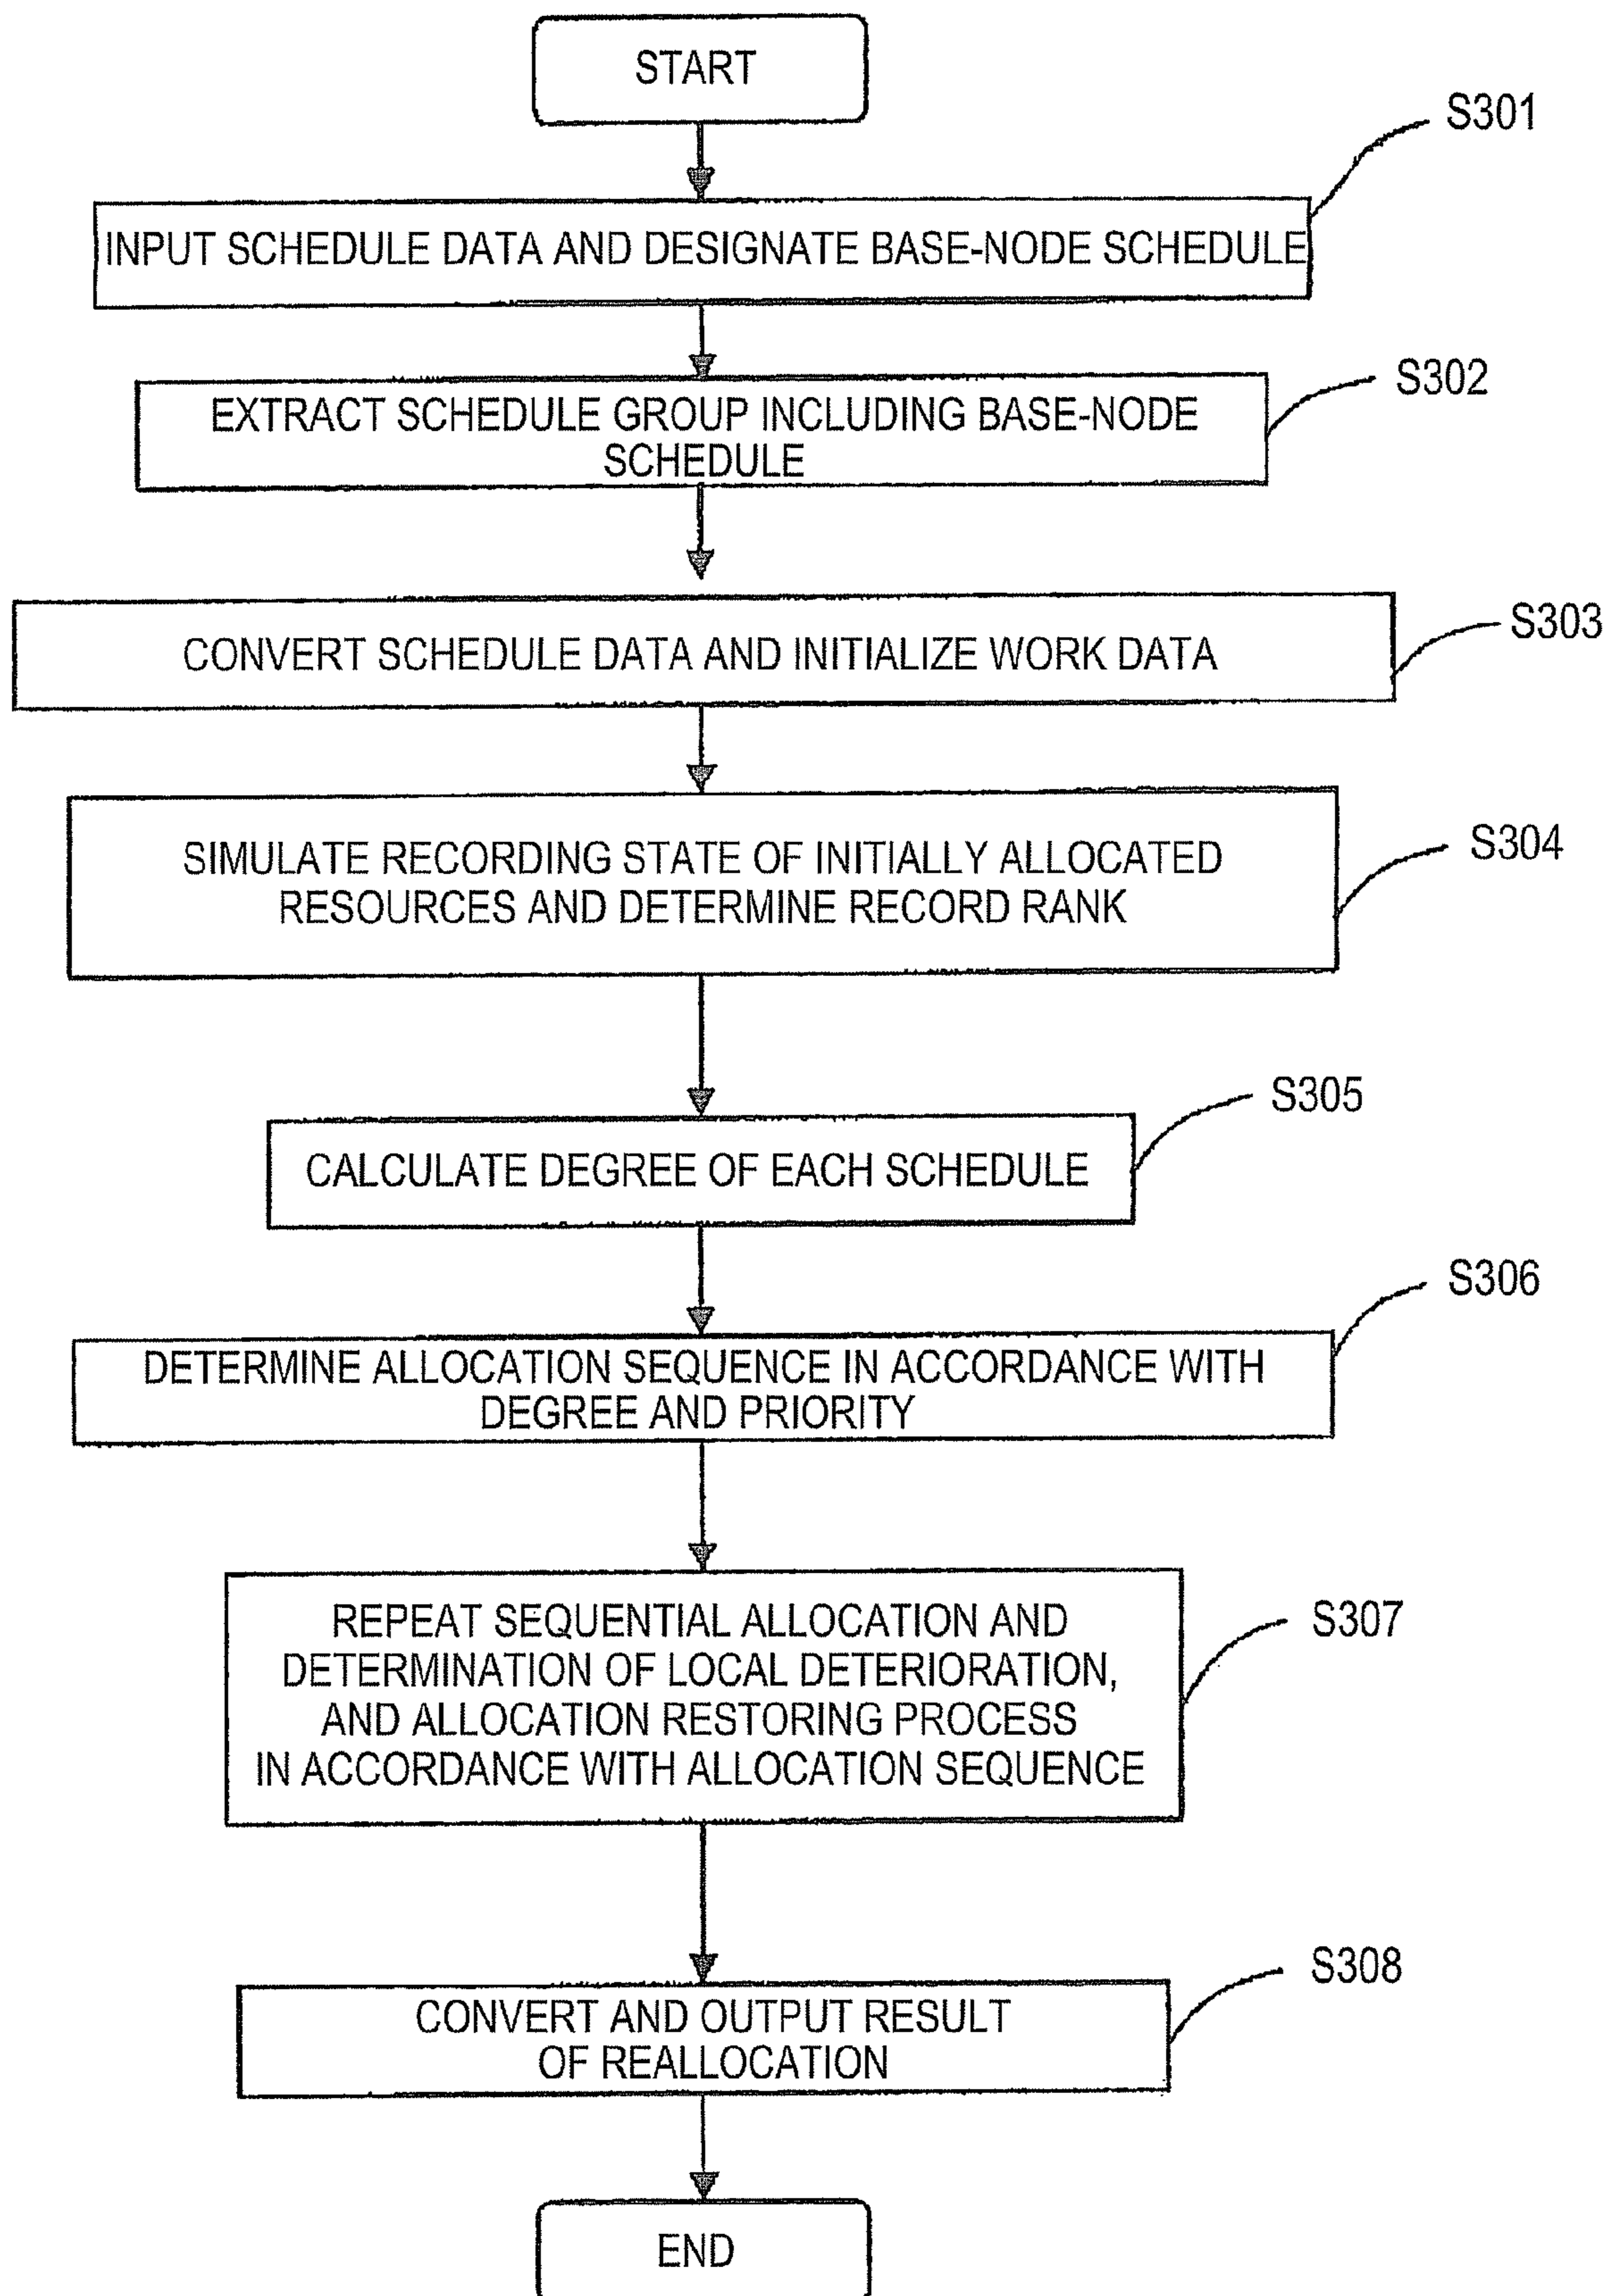 START
S301
INPUT SCHEDULE DATA AND DESIGNATE BASE-NODE SCHEDULE
S302
EXTRACT SCHEDULE GROUP INCLUDING BASE-NODE
SCHEDULE
S303
CONVERT SCHEDULE DATA AND INITIALIZE WORK DATA
S304
SIMULATE RECORDING STATE OF INITIALLY ALLOCATED
RESOURCES AND DETERMINE RECORD RANK
S305
CALCULATE DEGREE OF EACH SCHEDULE
S306
DETERMINE ALLOCATION SEQUENCE IN ACCORDANCE WITH
DEGREE AND PRIORITY
S307
REPEAT SEQUENTIAL ALLOCATION AND
DETERMINATION OF LOCAL DETERIORATION,
AND ALLOCATION RESTORING PROCESS
IN ACCORDANCE WITH ALLOCATION SEQUENCE
S308
CONVERT AND OUTPUT RESULT
OF REALLOCATION
END